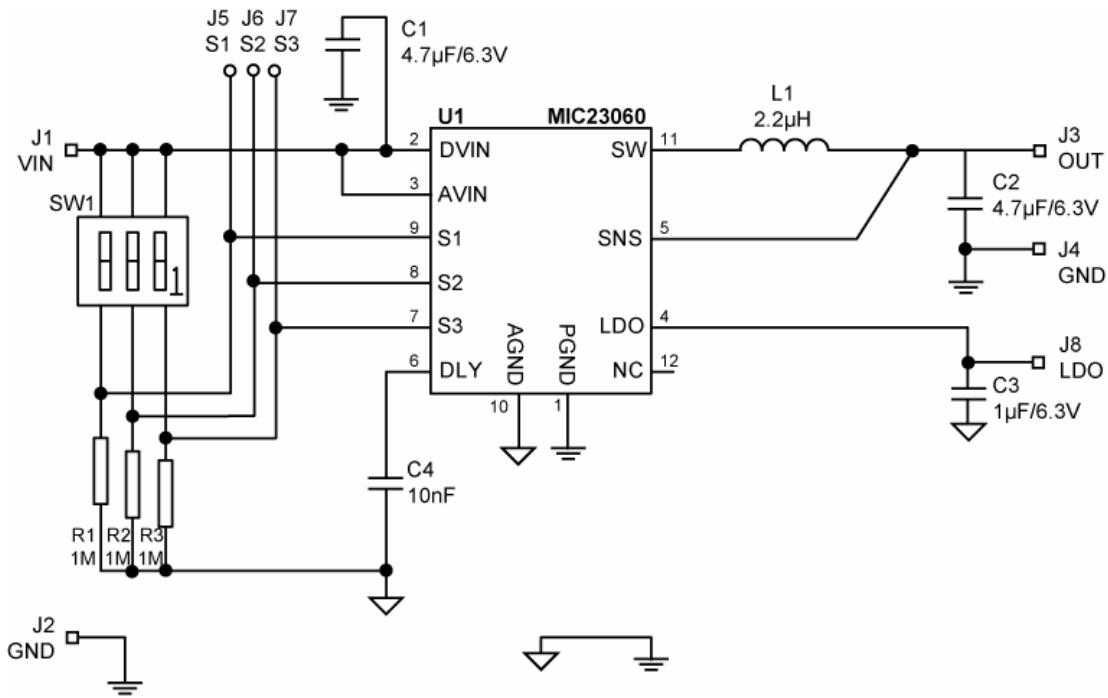 J5 J6 J7
S1 S2 S3
C1
4.7µF/6.3V
U1 MIC23060
J1
VIN
2 DVIN
3 AVIN
9 S1
8 S2
7 S3
6 DLY
SW 11
SNS 5
LDO 4
NC 12
AGND
10
PGND
1
L1
2.2µH
J3
OUT
C2
4.7µF/6.3V
J4
GND
J8
LDO
C3
1µF/6.3V
SW1
1
C4
10nF
R1 R2 R3
1M 1M 1M
J2
GND